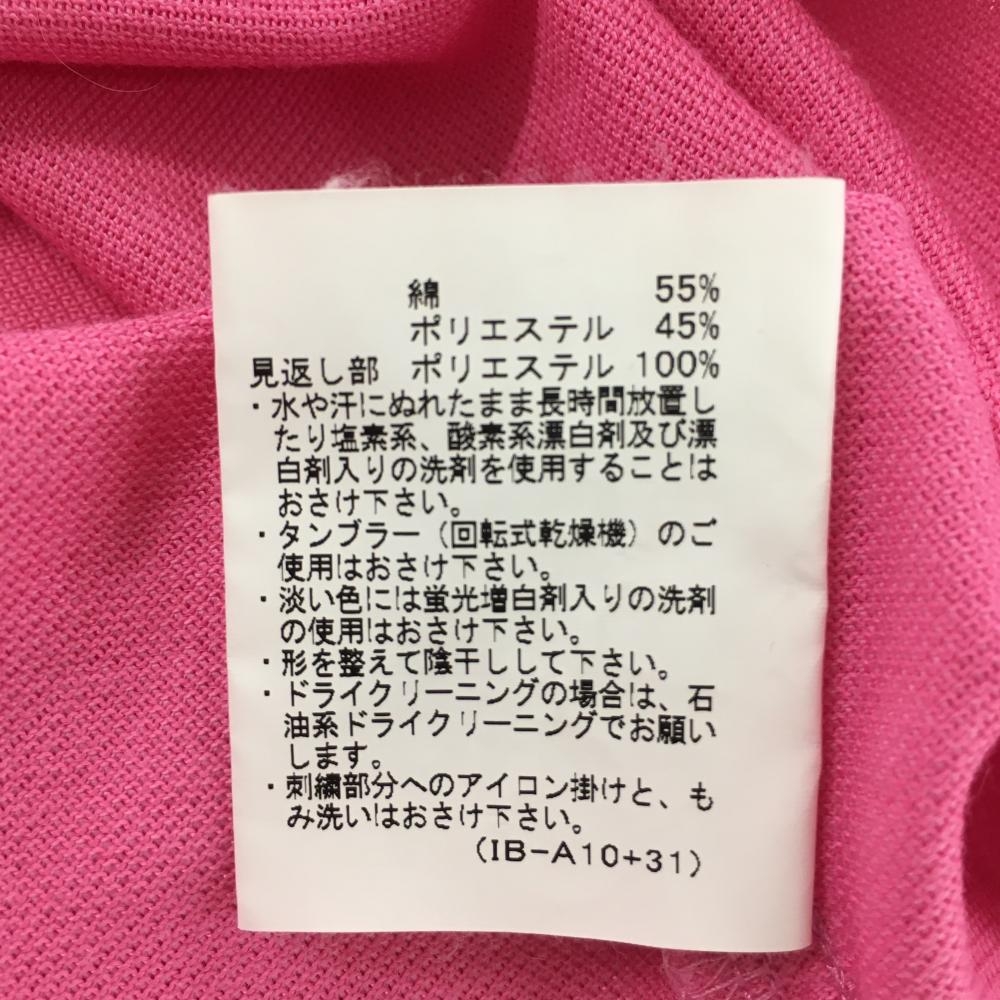 綿 55%
ポリエステル 45%
見返し部 ポリエステル 100%
・水や汗にぬれたまま長時間放置し
たり塩素系、酸素系漂白剤及び漂
白剤入りの洗剤を使用することは
おさけ下さい。
・タンブラー（回転式乾燥機）のご
使用はおさけ下さい。
・淡い色には蛍光増白剤入りの洗剤
の使用はおさけ下さい。
・形を整えて陰干しして下さい。
・ドライクリーニングの場合は、石
油系ドライクリーニングでお願い
します。
・刺繍部分へのアイロン掛けと、も
み洗いはおさけ下さい。
（IB-A10+31）